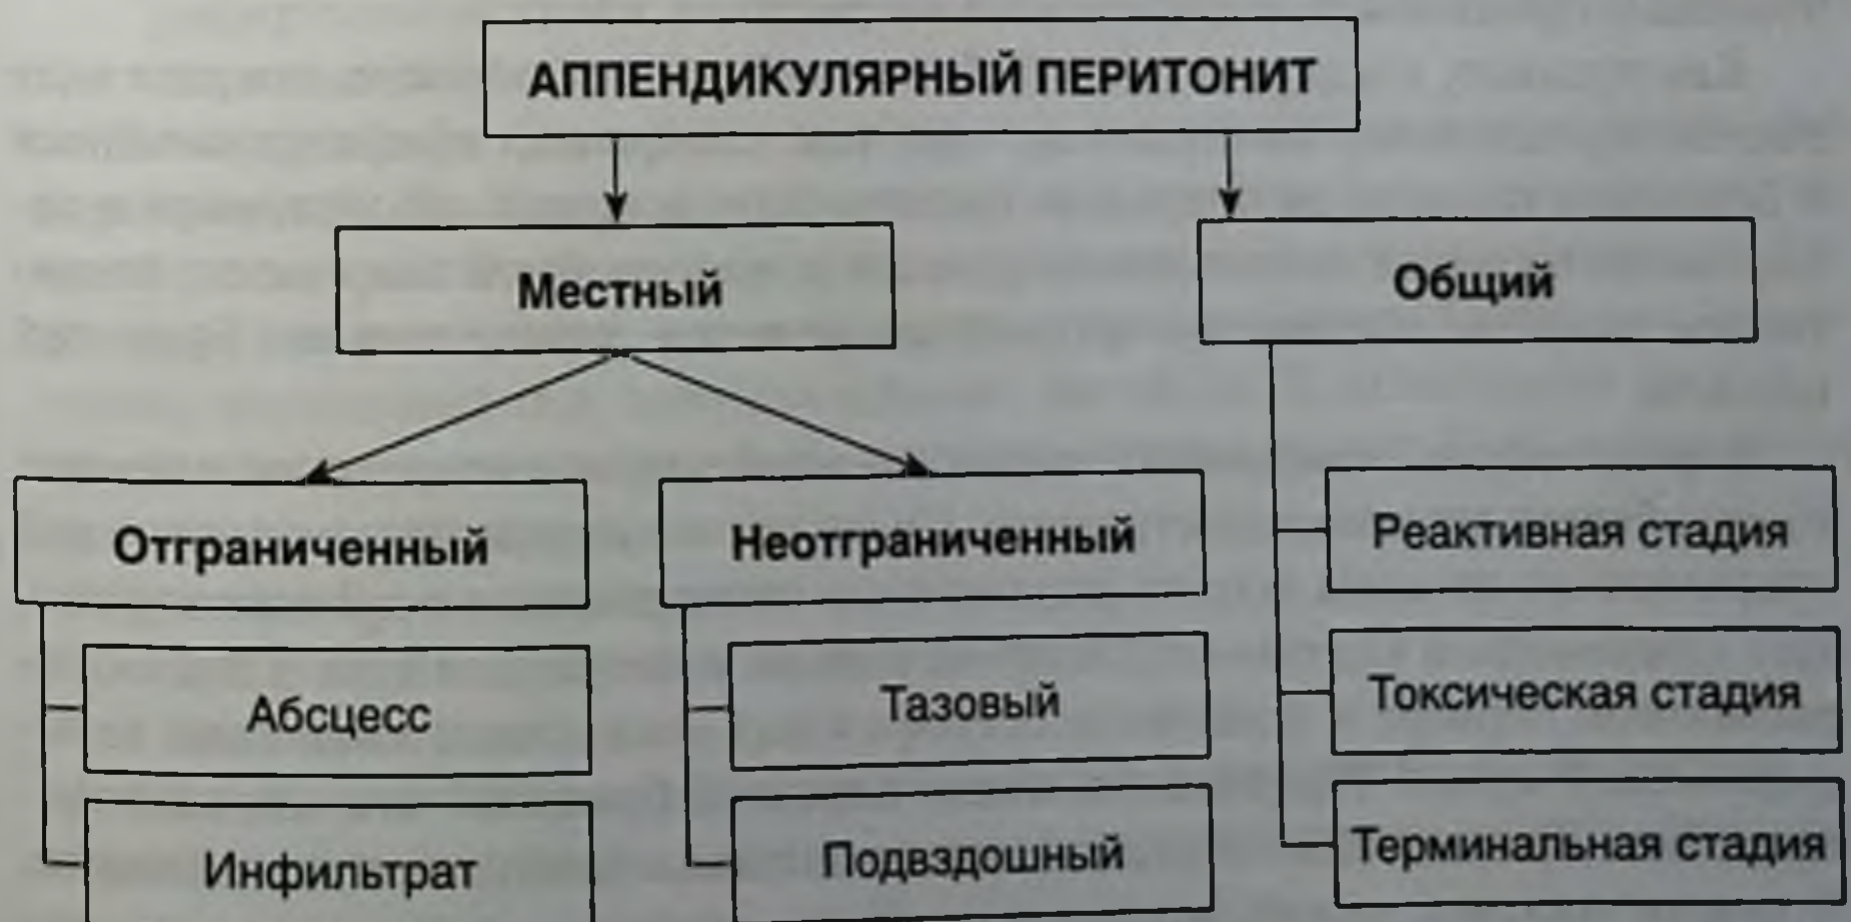 АППЕНДИКУЛЯРНЫЙ ПЕРИТОНИТ
Местный
Общий
Отграниченный
Неотграниченный
Реактивная стадия
Абсцесс
Тазовый
Токсическая стадия
Инфильтрат
Подвздошный
Терминальная стадия